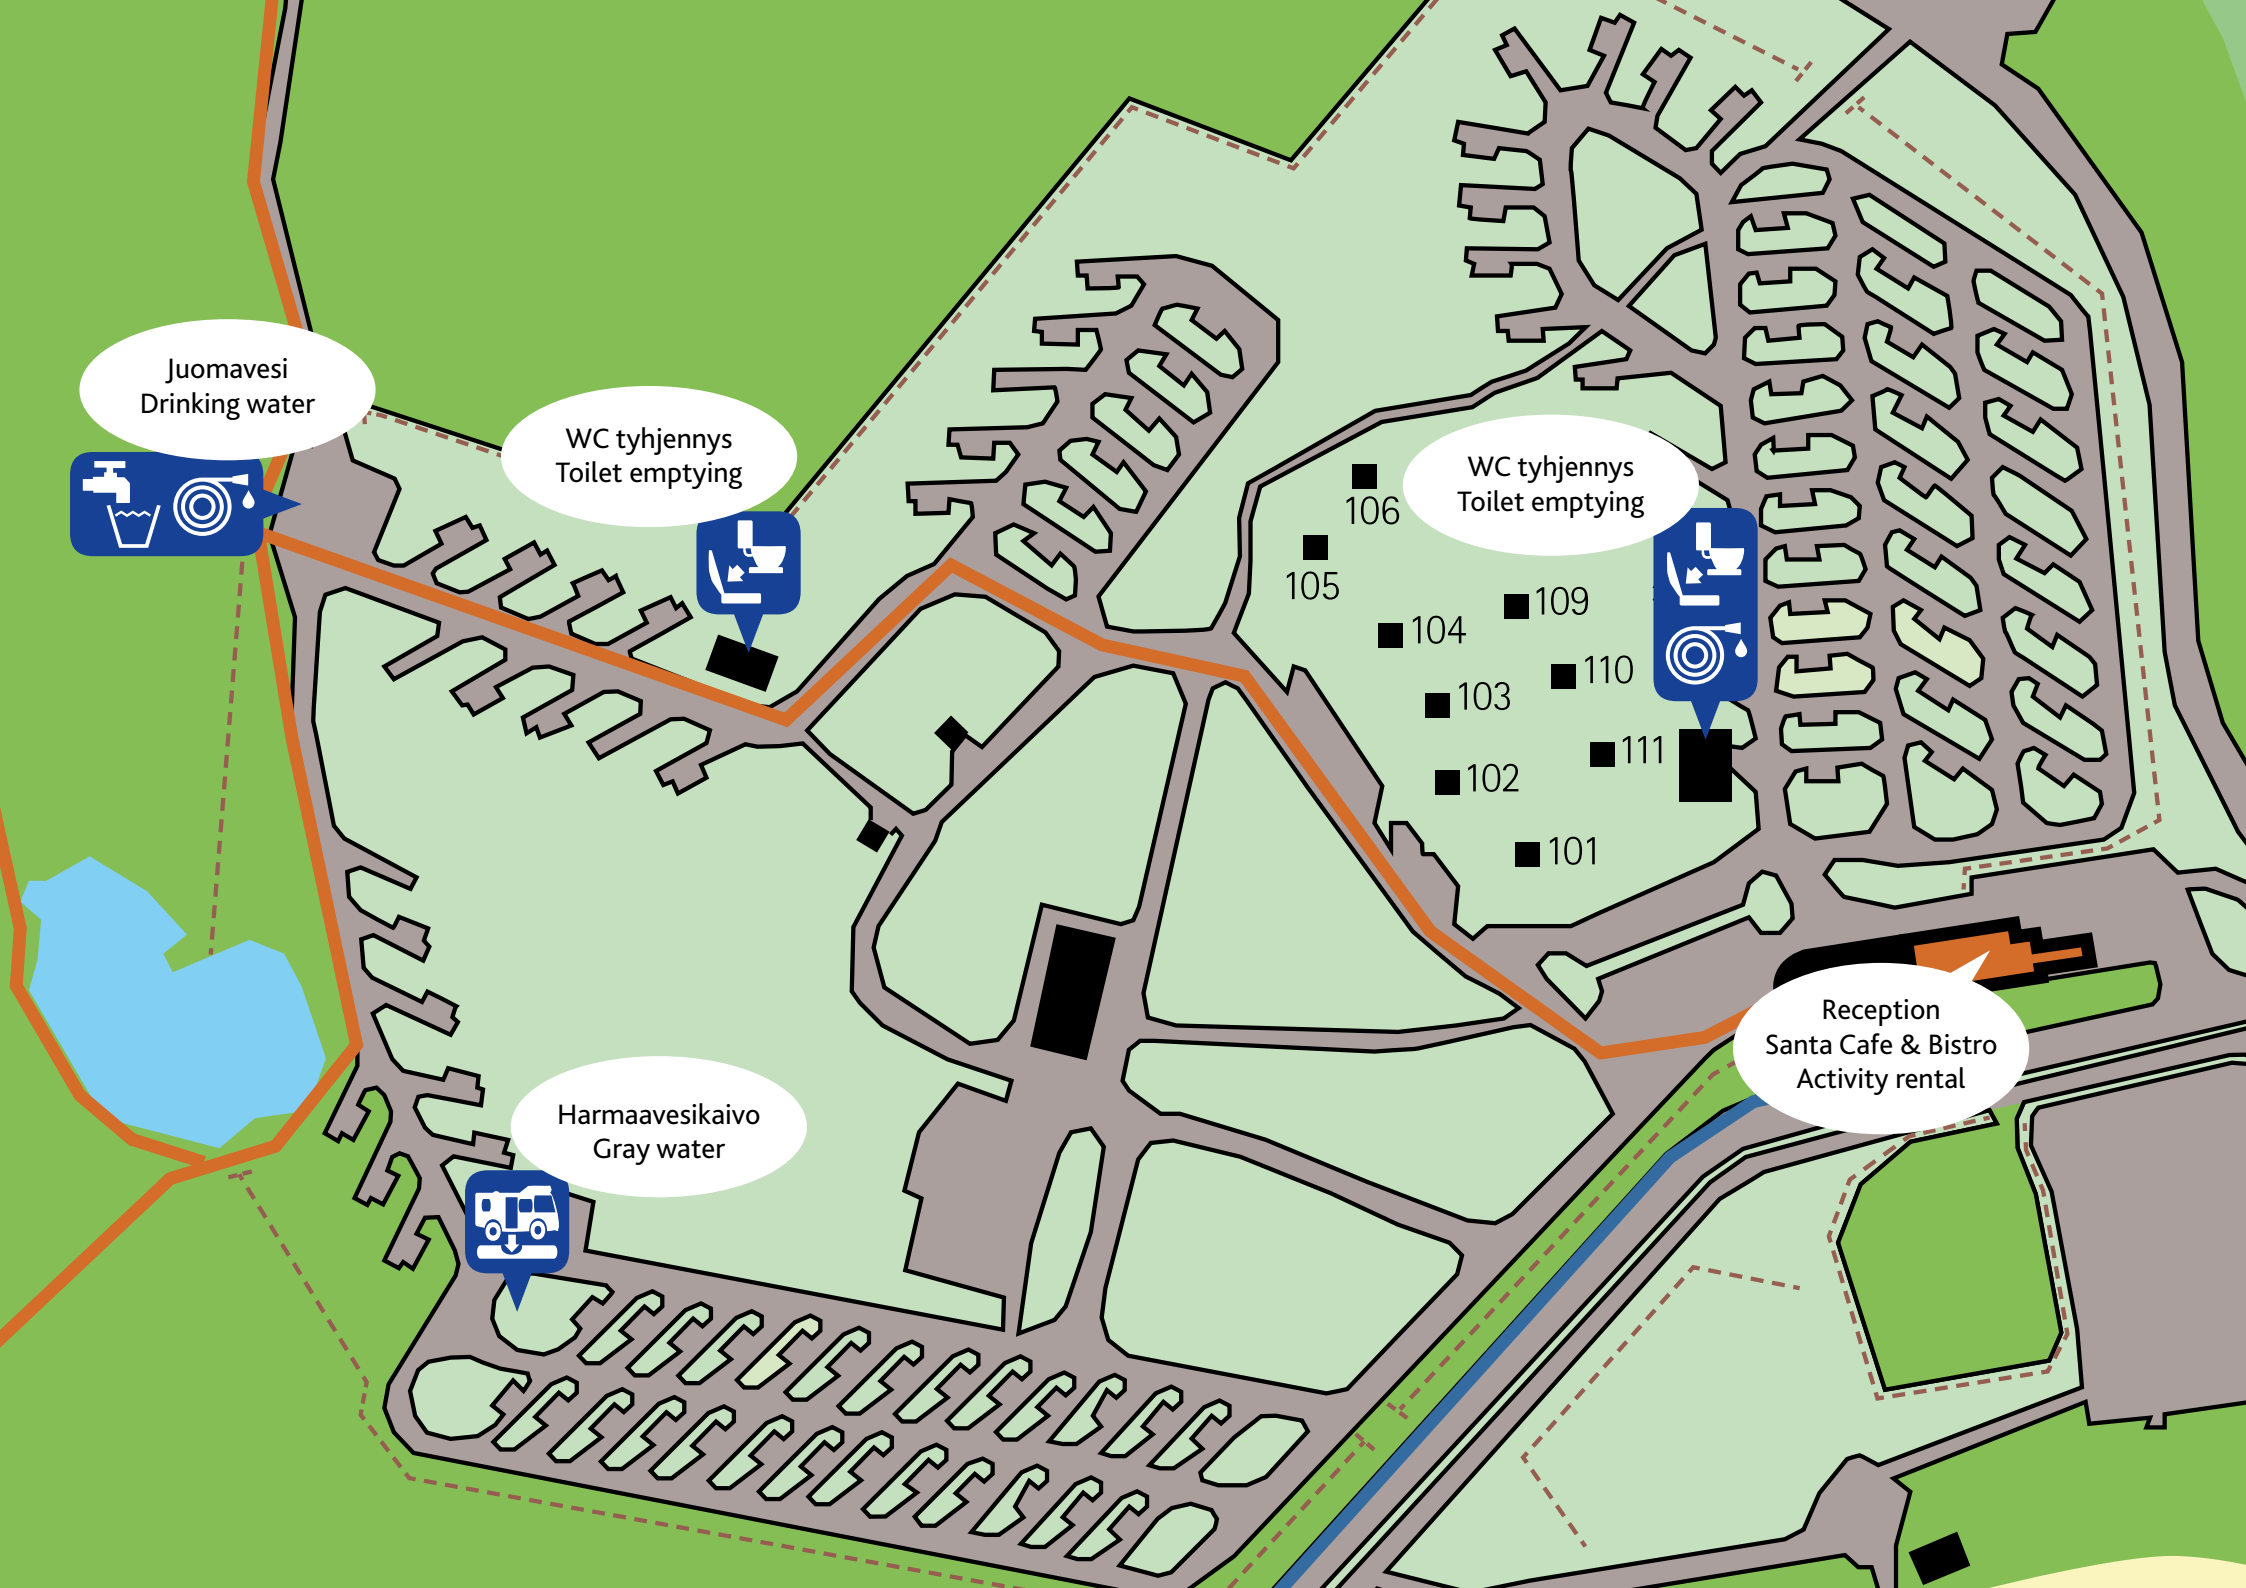 Juomavesi
Drinking water
WC tyhjennys
Toilet emptying
WC tyhjennys
Toilet emptying
106
105
104
109
103
110
102
111
101
Reception
Santa Cafe & Bistro
Activity rental
Harmaavesikaivo
Gray water